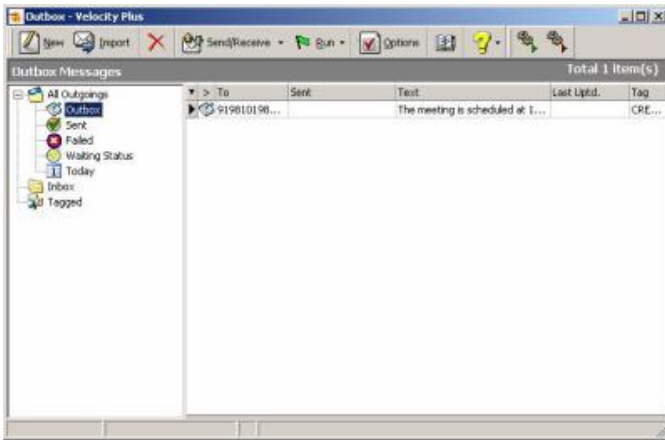 Outbox - Velocity Plus
New Import Send/Receive Run Options
Outbox Messages Total 1 item(s)
All Outgoings
Outbox
Sent
Failed
Waiting Status
Today
Inbox
Tagged
> To Sent Text Last Uptd. Tag
919810198... The meeting is scheduled at 1... CRE...